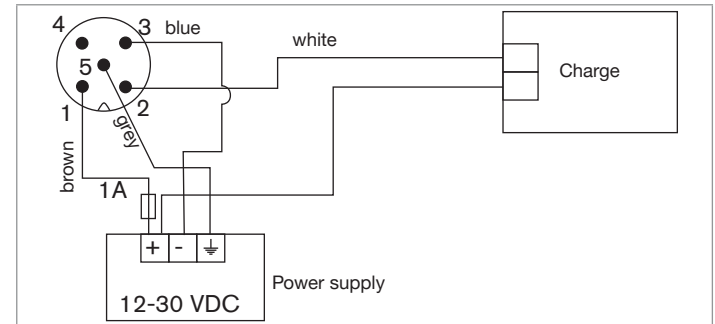 4
3
blue
white
5
Charge
1
2
grey
brown
1A
+ - ⏚
Power supply
12-30 VDC